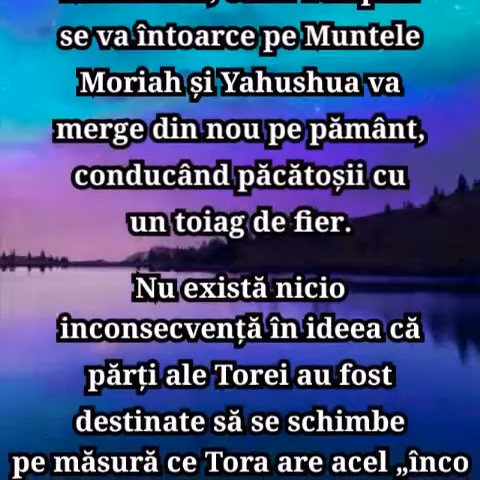 se va întoarce pe Muntele
Moriah și Yahushua va
merge din nou pe pământ,
conducând păcătoșii cu
un toiag de fier.
Nu există nicio
inconsecvență în ideea că
părți ale Torei au fost
destinate să se schimbe
pe măsură ce Tora are acel „înco